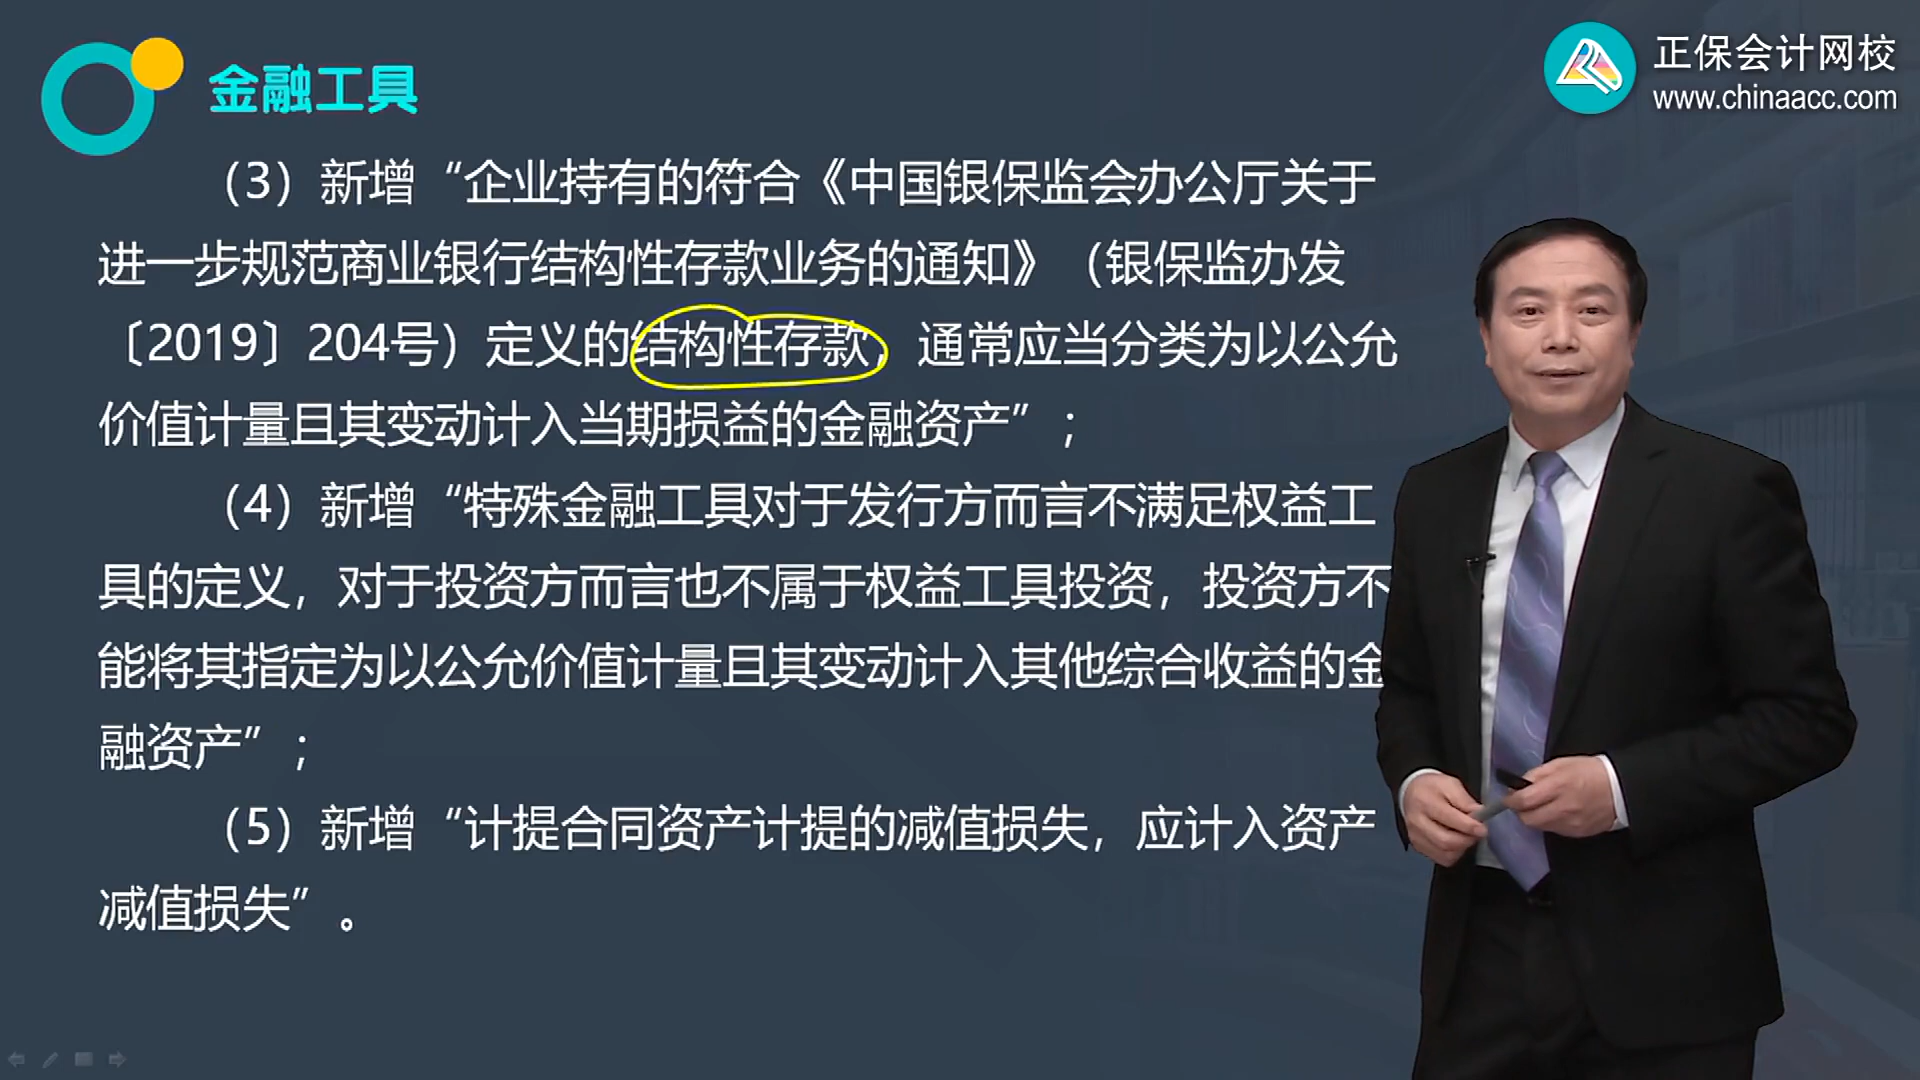 金融工具
正保会计网校
www.chinaacc.com
（3）新增“企业持有的符合《中国银保监会办公厅关于
进一步规范商业银行结构性存款业务的通知》（银保监办发
〔2019〕204号）定义的结构性存款，通常应当分类为以公允
价值计量且其变动计入当期损益的金融资产”；
（4）新增“特殊金融工具对于发行方而言不满足权益工
具的定义，对于投资方而言也不属于权益工具投资，投资方不
能将其指定为以公允价值计量且其变动计入其他综合收益的金
融资产”；
（5）新增“计提合同资产计提的减值损失，应计入资产
减值损失”。